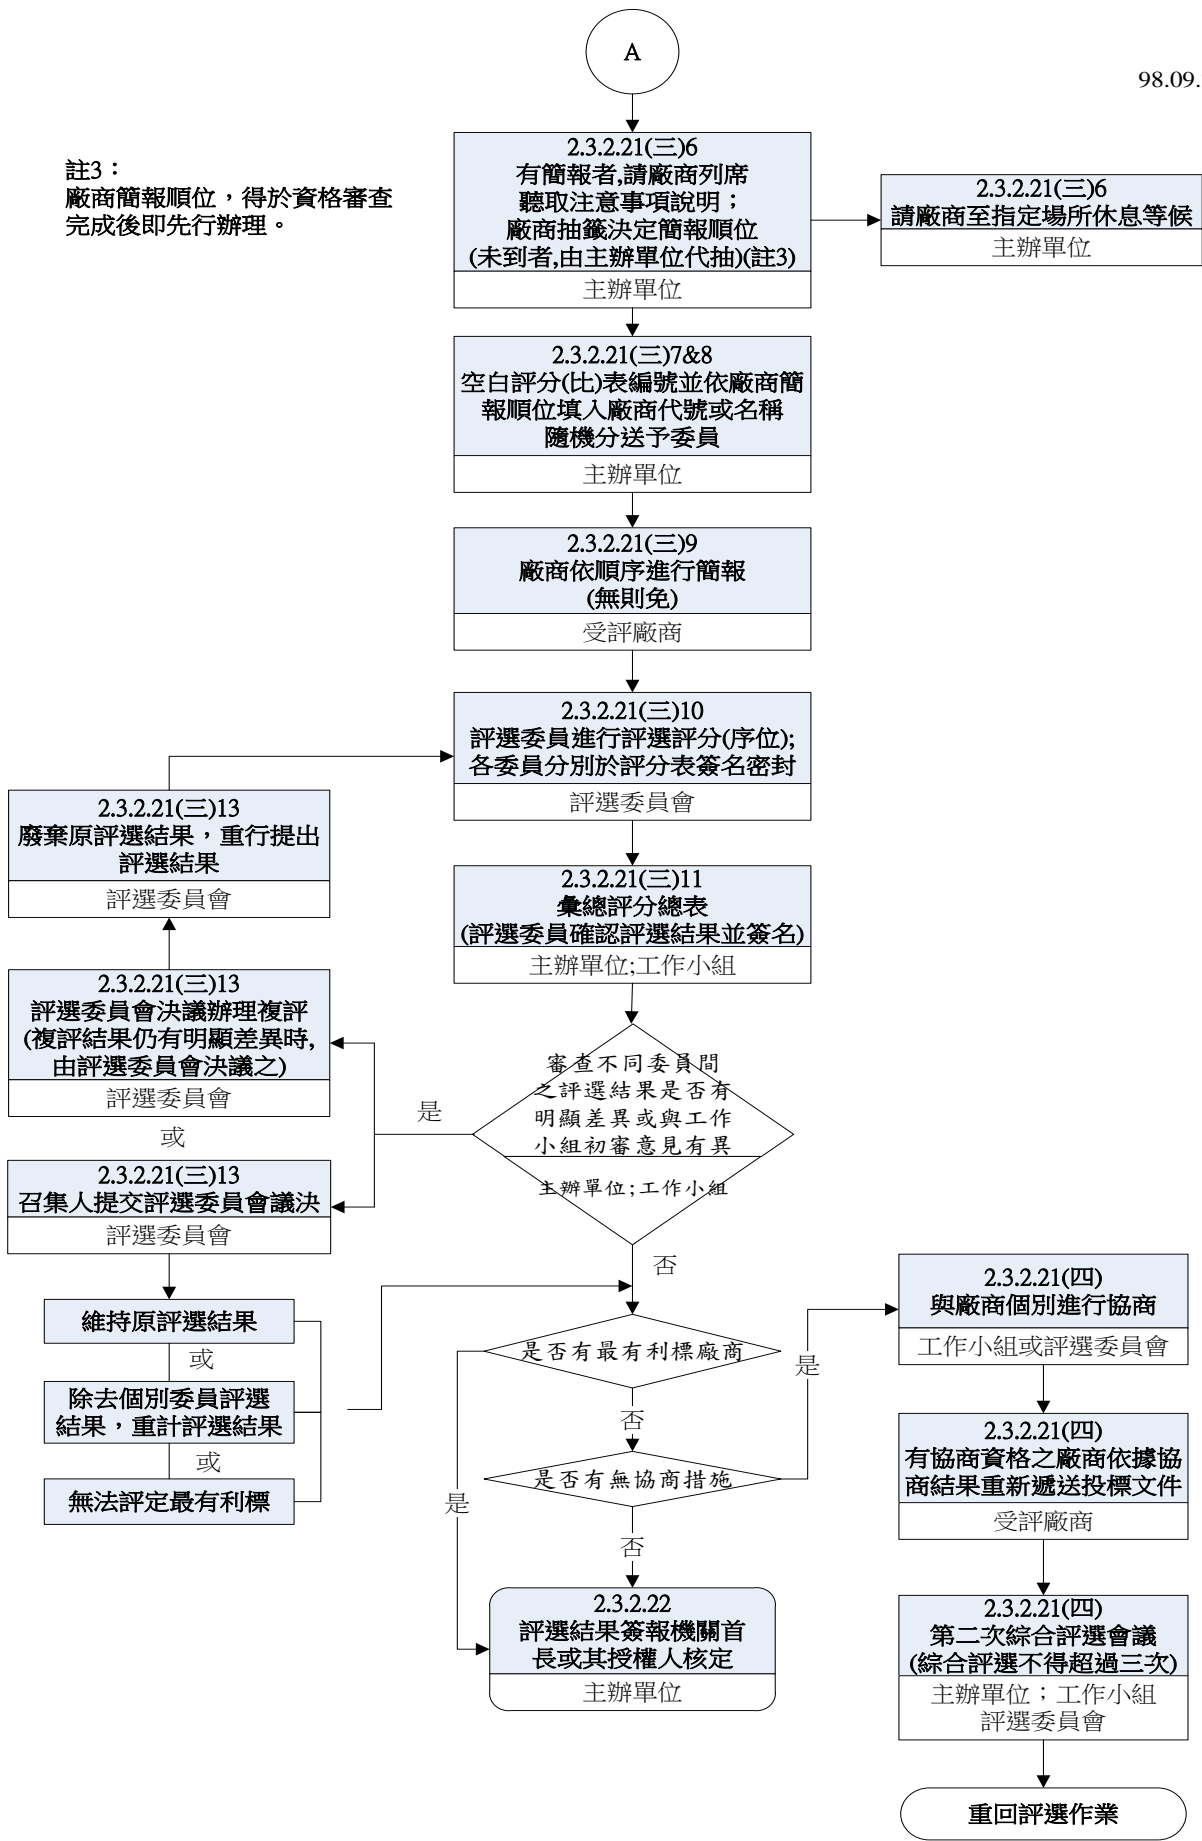 A
98.09.
註3：
廠商簡報順位，得於資格審查
完成後即先行辦理。
2.3.2.21(三)6
有簡報者,請廠商列席
聽取注意事項說明；
廠商抽籤決定簡報順位
(未到者,由主辦單位代抽)(註3)
主辦單位
2.3.2.21(三)6
請廠商至指定場所休息等候
主辦單位
2.3.2.21(三)7&8
空白評分(比)表編號並依廠商簡
報順位填入廠商代號或名稱
隨機分送予委員
主辦單位
2.3.2.21(三)9
廠商依順序進行簡報
(無則免)
受評廠商
2.3.2.21(三)10
評選委員進行評選評分(序位);
各委員分別於評分表簽名密封
評選委員會
2.3.2.21(三)13
廢棄原評選結果，重行提出
評選結果
評選委員會
2.3.2.21(三)11
彙總評分總表
(評選委員確認評選結果並簽名)
主辦單位;工作小組
2.3.2.21(三)13
評選委員會決議辦理複評
(複評結果仍有明顯差異時,
由評選委員會決議之)
評選委員會
或
是
審查不同委員間
之評選結果是否有
明顯差異或與工作
小組初審意見有異
主辦單位;工作小組
2.3.2.21(三)13
召集人提交評選委員會議決
評選委員會
否
維持原評選結果
或
除去個別委員評選
結果，重計評選結果
或
無法評定最有利標
是否有最有利標廠商
是
否
是否有無協商措施
是
否
2.3.2.22
評選結果簽報機關首
長或其授權人核定
主辦單位
2.3.2.21(四)
與廠商個別進行協商
工作小組或評選委員會
2.3.2.21(四)
有協商資格之廠商依據協
商結果重新遞送投標文件
受評廠商
2.3.2.21(四)
第二次綜合評選會議
(綜合評選不得超過三次)
主辦單位；工作小組
評選委員會
重回評選作業